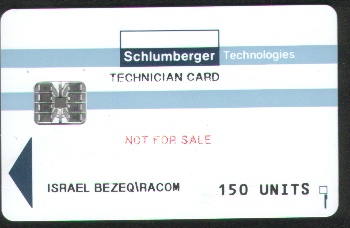 Schlumberger Technologies
TECHNICIAN CARD
NOT FOR SALE
ISRAEL BEZEQ\RACOM 150 UNITS